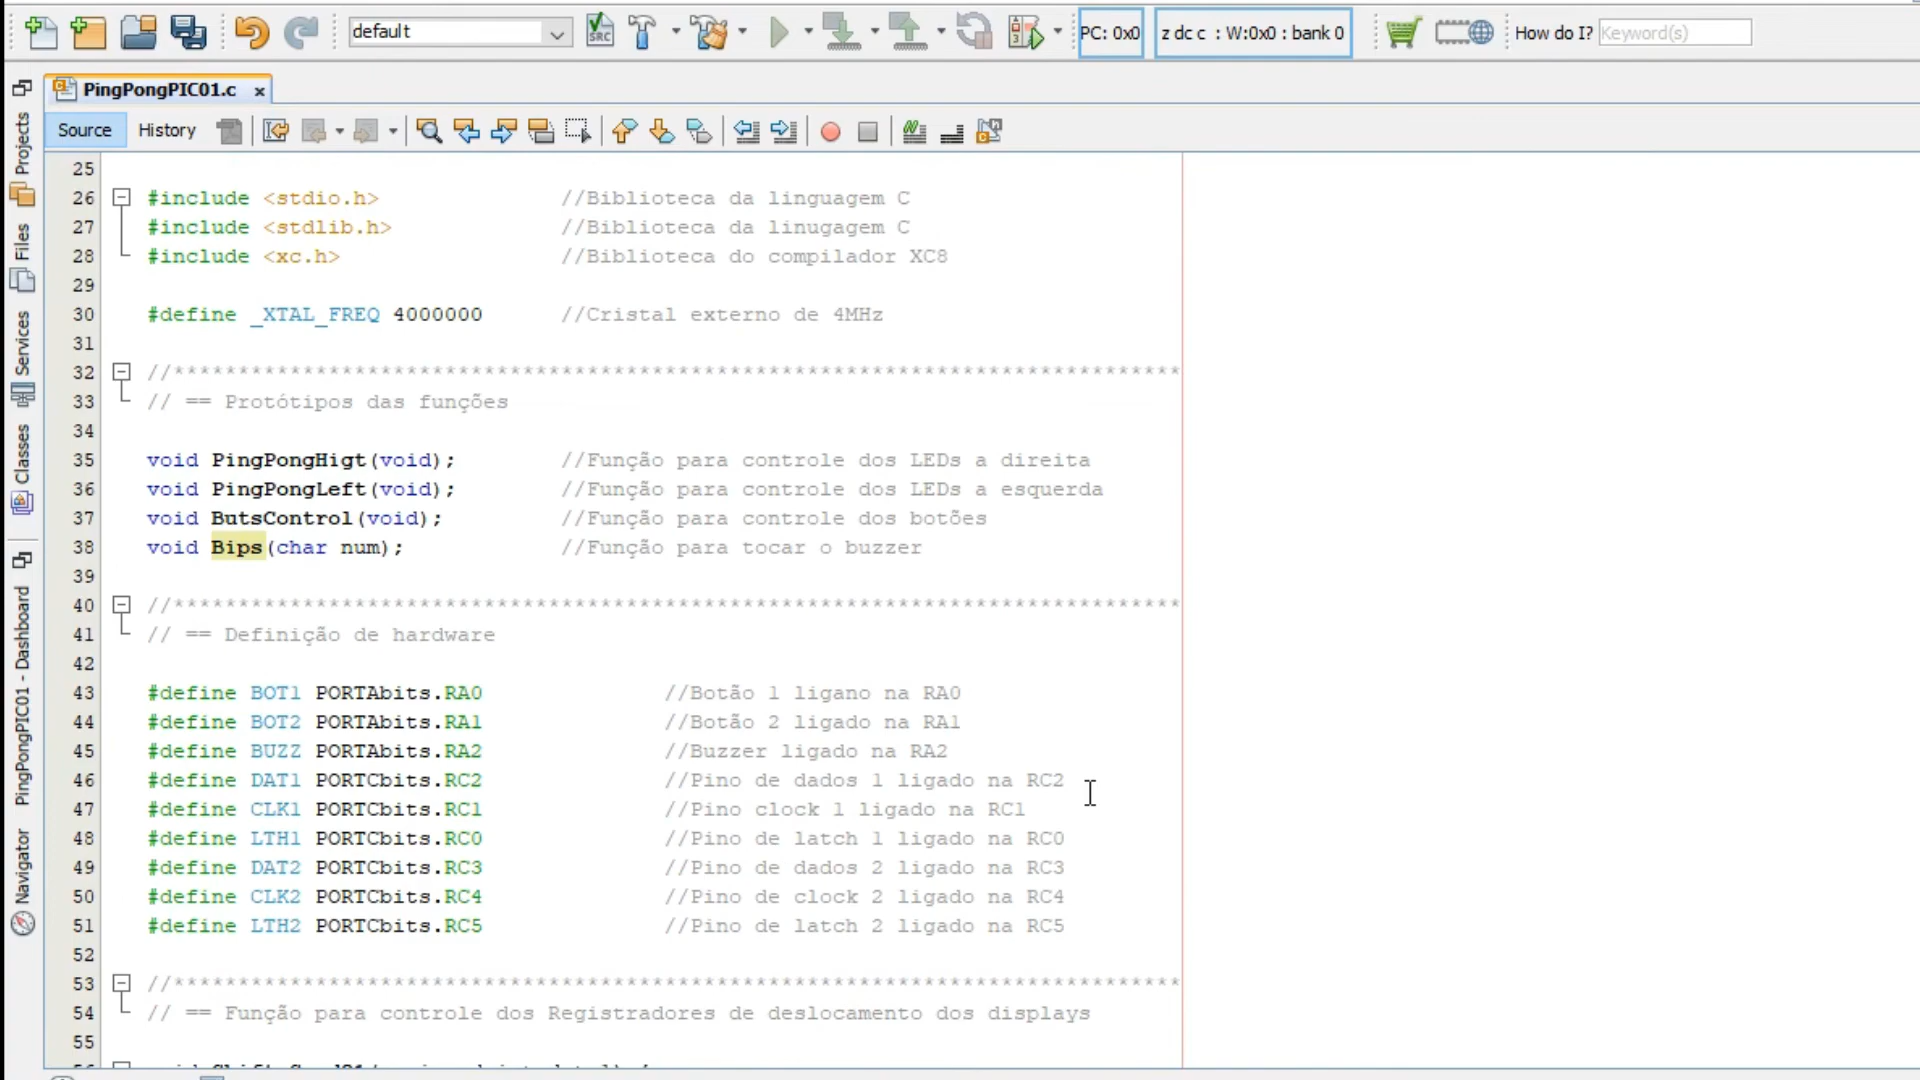 default
PC: 0x0
z dc c : W:0x0 : bank 0
How do I?
Keyword(s)
PingPongPIC01.c
Source
History
Projects
Files
Services
Classes
PingPongPIC01 - Dashboard
Navigator
25
26 #include <stdio.h> //Biblioteca da linguagem C
27 #include <stdlib.h> //Biblioteca da linugagem C
28 #include <xc.h> //Biblioteca do compilador XC8
29
30 #define _XTAL_FREQ 4000000 //Cristal externo de 4MHz
31
32 //******************************************************************************
33 // == Protótipos das funções
34
35 void PingPongHigt(void); //Função para controle dos LEDs a direita
36 void PingPongLeft(void); //Função para controle dos LEDs a esquerda
37 void ButsControl(void); //Função para controle dos botões
38 void Bips(char num); //Função para tocar o buzzer
39
40 //******************************************************************************
41 // == Definição de hardware
42
43 #define BOT1 PORTAbits.RA0 //Botão 1 ligano na RA0
44 #define BOT2 PORTAbits.RA1 //Botão 2 ligado na RA1
45 #define BUZZ PORTAbits.RA2 //Buzzer ligado na RA2
46 #define DAT1 PORTCbits.RC2 //Pino de dados 1 ligado na RC2
47 #define CLK1 PORTCbits.RC1 //Pino clock 1 ligado na RC1
48 #define LTH1 PORTCbits.RC0 //Pino de latch 1 ligado na RC0
49 #define DAT2 PORTCbits.RC3 //Pino de dados 2 ligado na RC3
50 #define CLK2 PORTCbits.RC4 //Pino de clock 2 ligado na RC4
51 #define LTH2 PORTCbits.RC5 //Pino de latch 2 ligado na RC5
52
53 //******************************************************************************
54 // == Função para controle dos Registradores de deslocamento dos displays
55